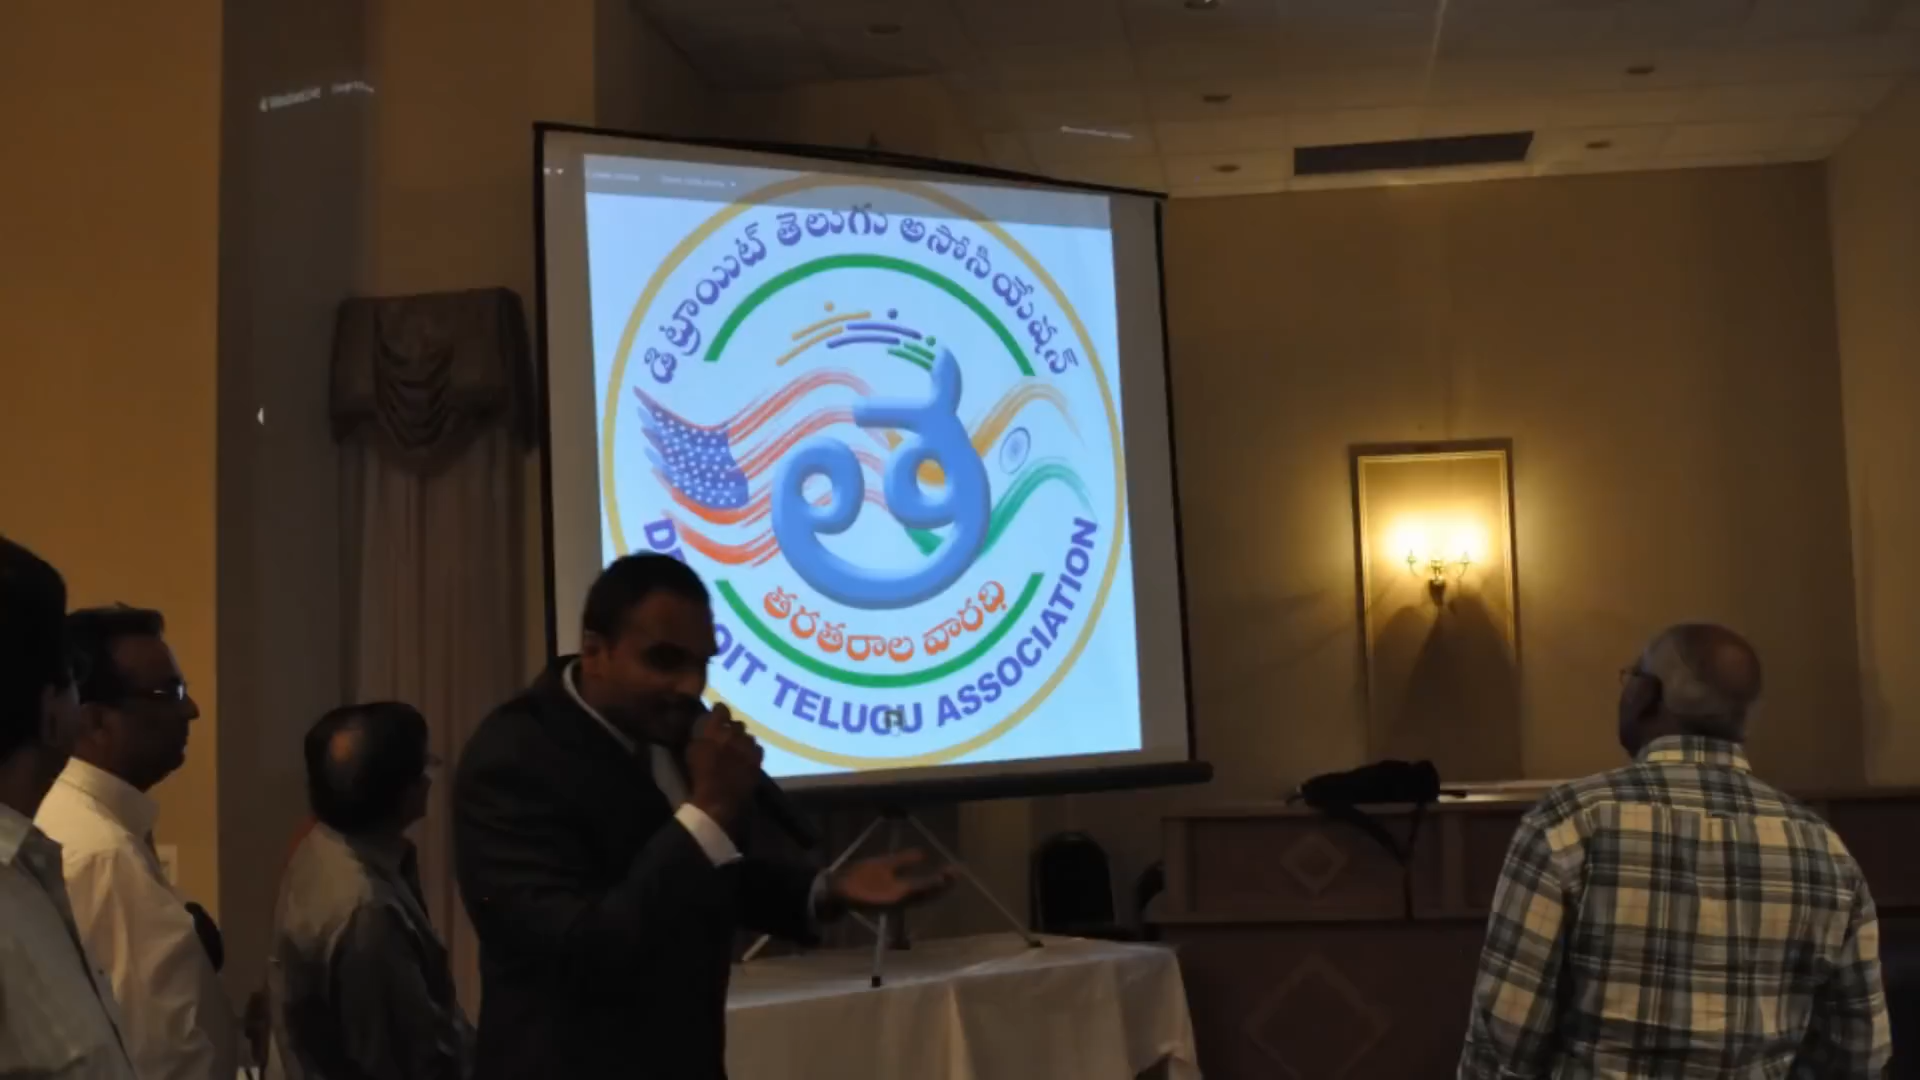 డిట్రాయిట్ తెలుగు అసోసియేషన్
తె
తరతరాల వారధి
TELUGU ASSOCIATION